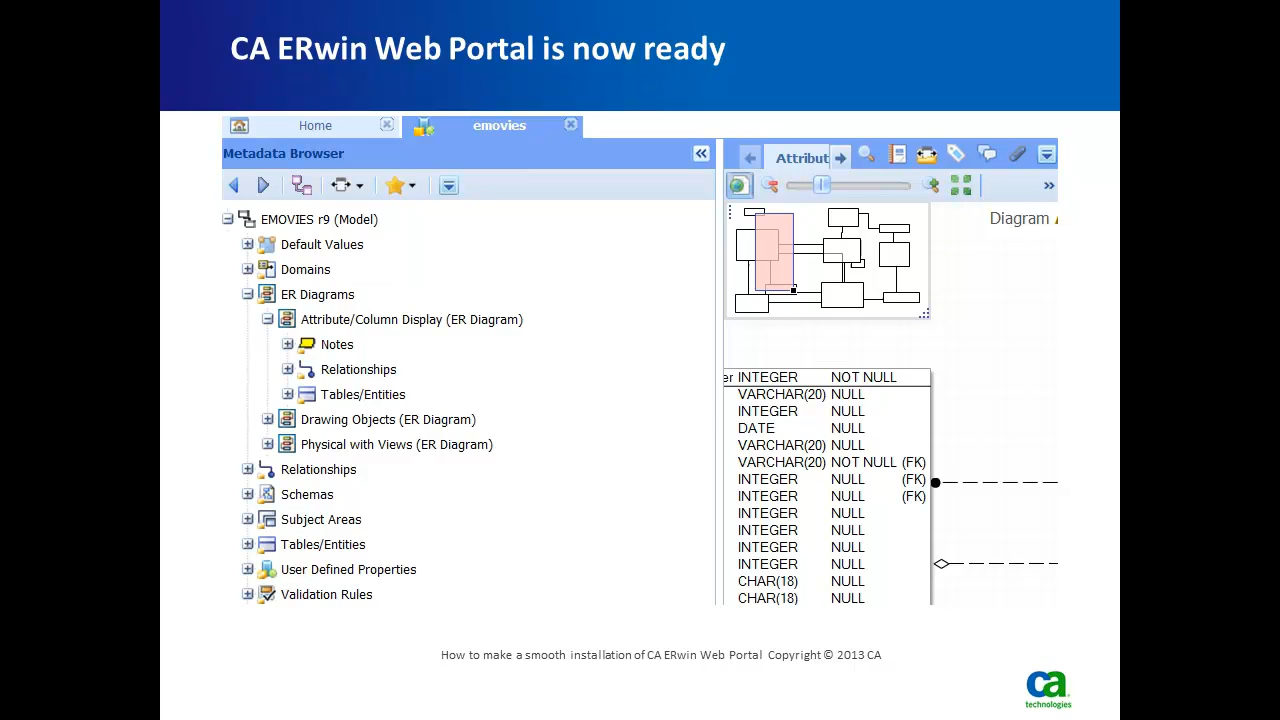 CA ERwin Web Portal is now ready
Home
emovies
Metadata Browser
Attribut
EMOVIES r9 (Model)
Default Values
Domains
ER Diagrams
Attribute/Column Display (ER Diagram)
Notes
Relationships
Tables/Entities
Drawing Objects (ER Diagram)
Physical with Views (ER Diagram)
Relationships
Schemas
Subject Areas
Tables/Entities
User Defined Properties
Validation Rules
Diagram
er INTEGER NOT NULL
VARCHAR(20) NULL
INTEGER NULL
DATE NULL
VARCHAR(20) NULL
VARCHAR(20) NOT NULL (FK)
INTEGER NULL (FK)
INTEGER NULL (FK)
INTEGER NULL
INTEGER NULL
INTEGER NULL
INTEGER NULL
CHAR(18) NULL
CHAR(18) NULL
How to make a smooth installation of CA ERwin Web Portal Copyright © 2013 CA
ca
technologies